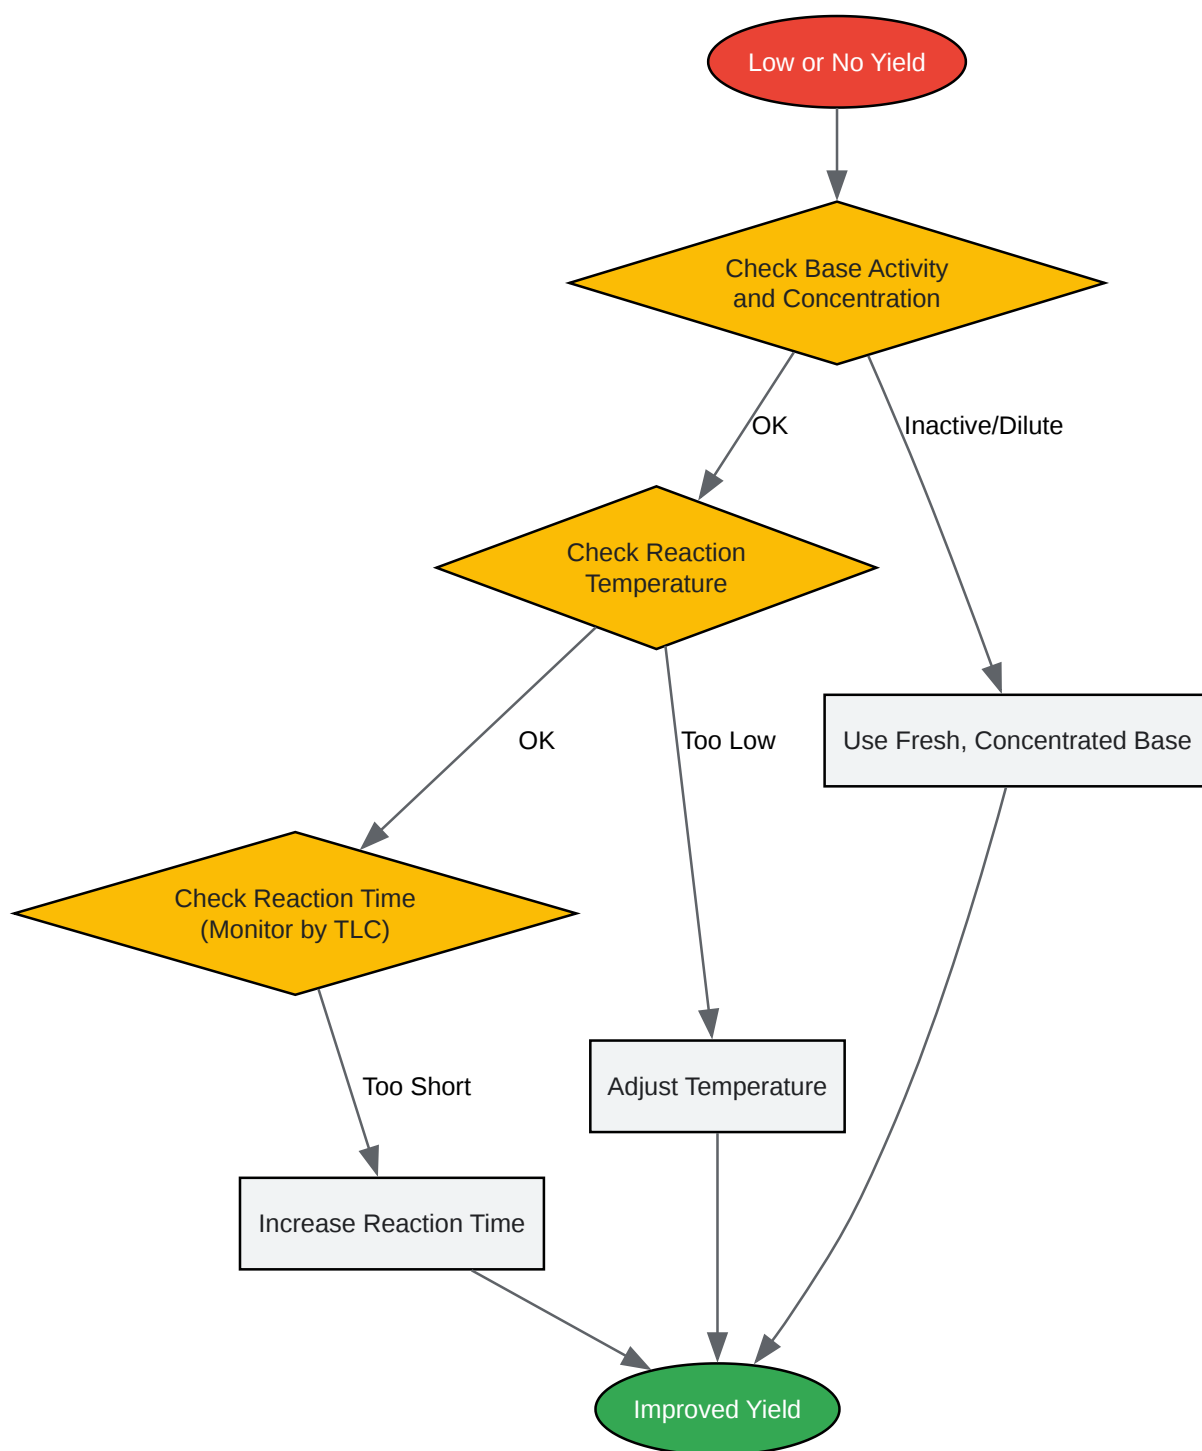 Low or No Yield
Check Base Activity
and Concentration
OK
Inactive/Dilute
Check Reaction
Temperature
OK
Too Low
Use Fresh, Concentrated Base
Check Reaction Time
(Monitor by TLC)
Too Short
Adjust Temperature
Increase Reaction Time
Improved Yield